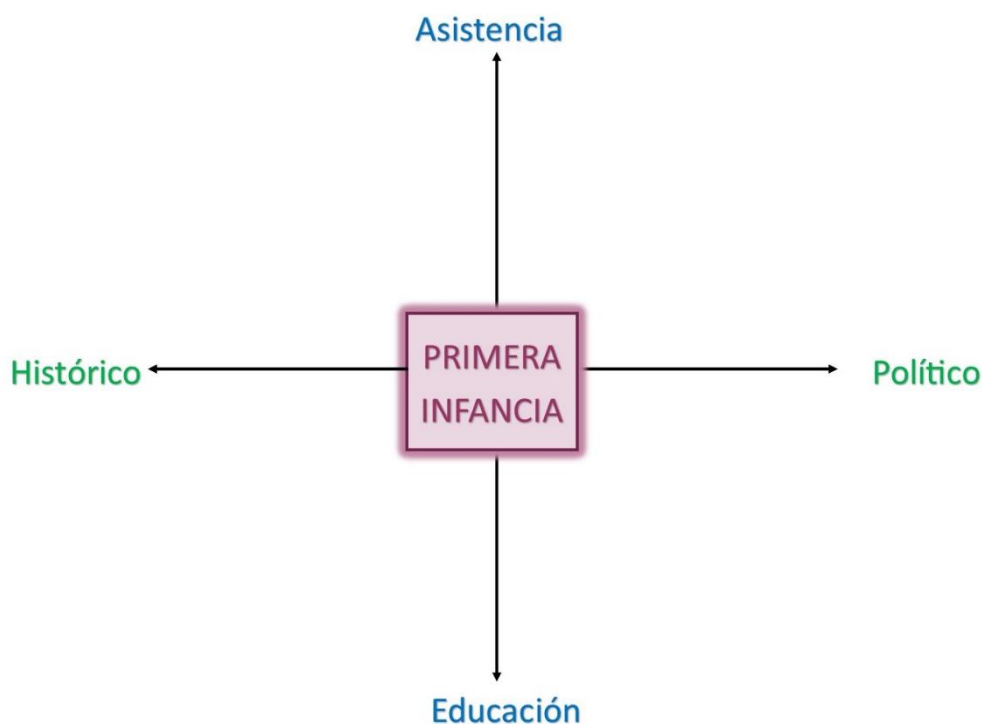 Asistencia
Histórico
PRIMERA
INFANCIA
Político
Educación